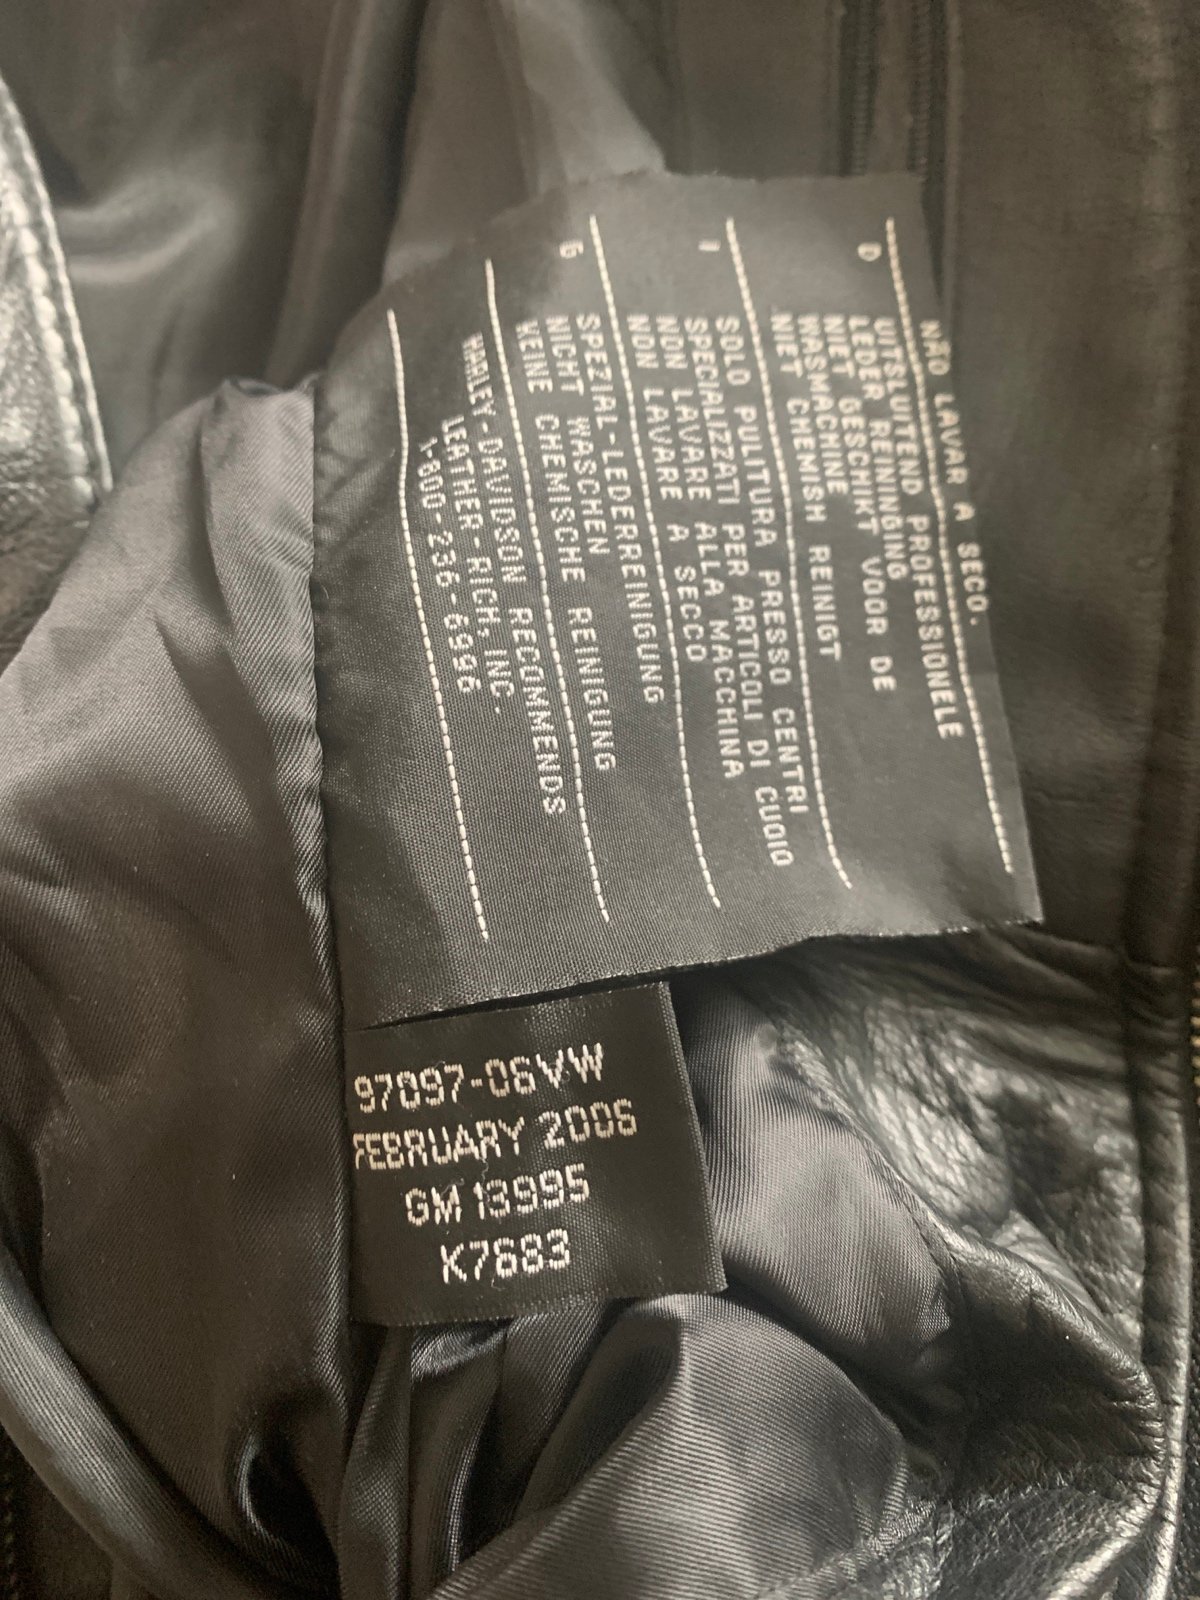 NÃO LAVAR A SECO.
D UITSLUITEND PROFESSIONELE
LEDER REININGING
NIET GESCHIKT VOOR DE
WASMACHINE
NIET CHEMISH REINIGT
I SOLO PULITURA PRESSO CENTRI
SPECIALIZZATI PER ARTICOLI DI CUOIO
NON LAVARE ALLA MACCHINA
NON LAVARE A SECCO
G SPEZIAL-LEDERREINIGUNG
NICHT WASCHEN
KEINE CHEMISCHE REINIGUNG
HARLEY-DAVIDSON RECOMMENDS
LEATHER-RICH, INC.
1-800-236-6996
97097-06VW
FEBRUARY 2006
GM 13995
K7683